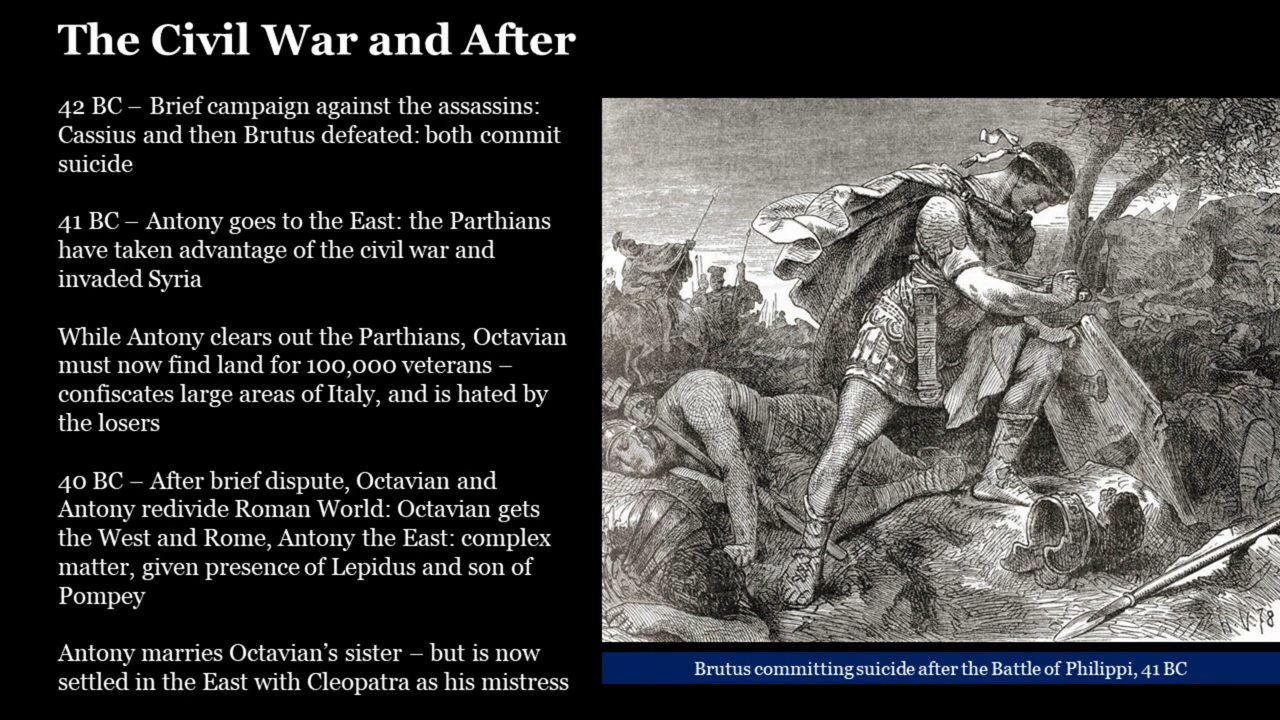 The Civil War and After
42 BC – Brief campaign against the assassins:
Cassius and then Brutus defeated: both commit
suicide
41 BC – Antony goes to the East: the Parthians
have taken advantage of the civil war and
invaded Syria
While Antony clears out the Parthians, Octavian
must now find land for 100,000 veterans –
confiscates large areas of Italy, and is hated by
the losers
40 BC – After brief dispute, Octavian and
Antony redivide Roman World: Octavian gets
the West and Rome, Antony the East: complex
matter, given presence of Lepidus and son of
Pompey
Antony marries Octavian’s sister – but is now
settled in the East with Cleopatra as his mistress
Brutus committing suicide after the Battle of Philippi, 41 BC